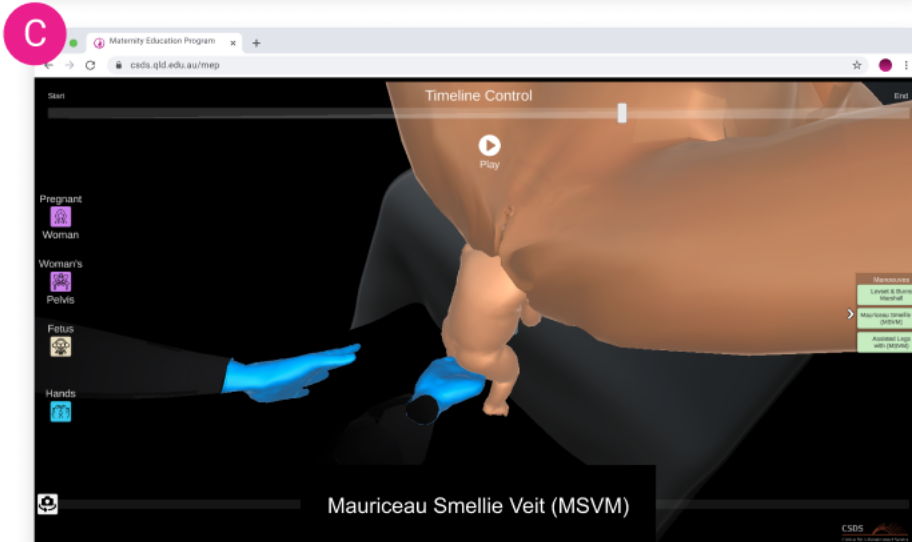 C
Maternity Education Program
csds.qld.edu.au/mep
Start
Timeline Control
End
Play
Pregnant
Woman
Woman's
Pelvis
Fetus
Hands
Manoeuvres
Lovset & Burns
Marshall
Mauriceau Smellie
(MSVM)
Assisted Legs
with (MSVM)
Mauriceau Smellie Veit (MSVM)
CSDS